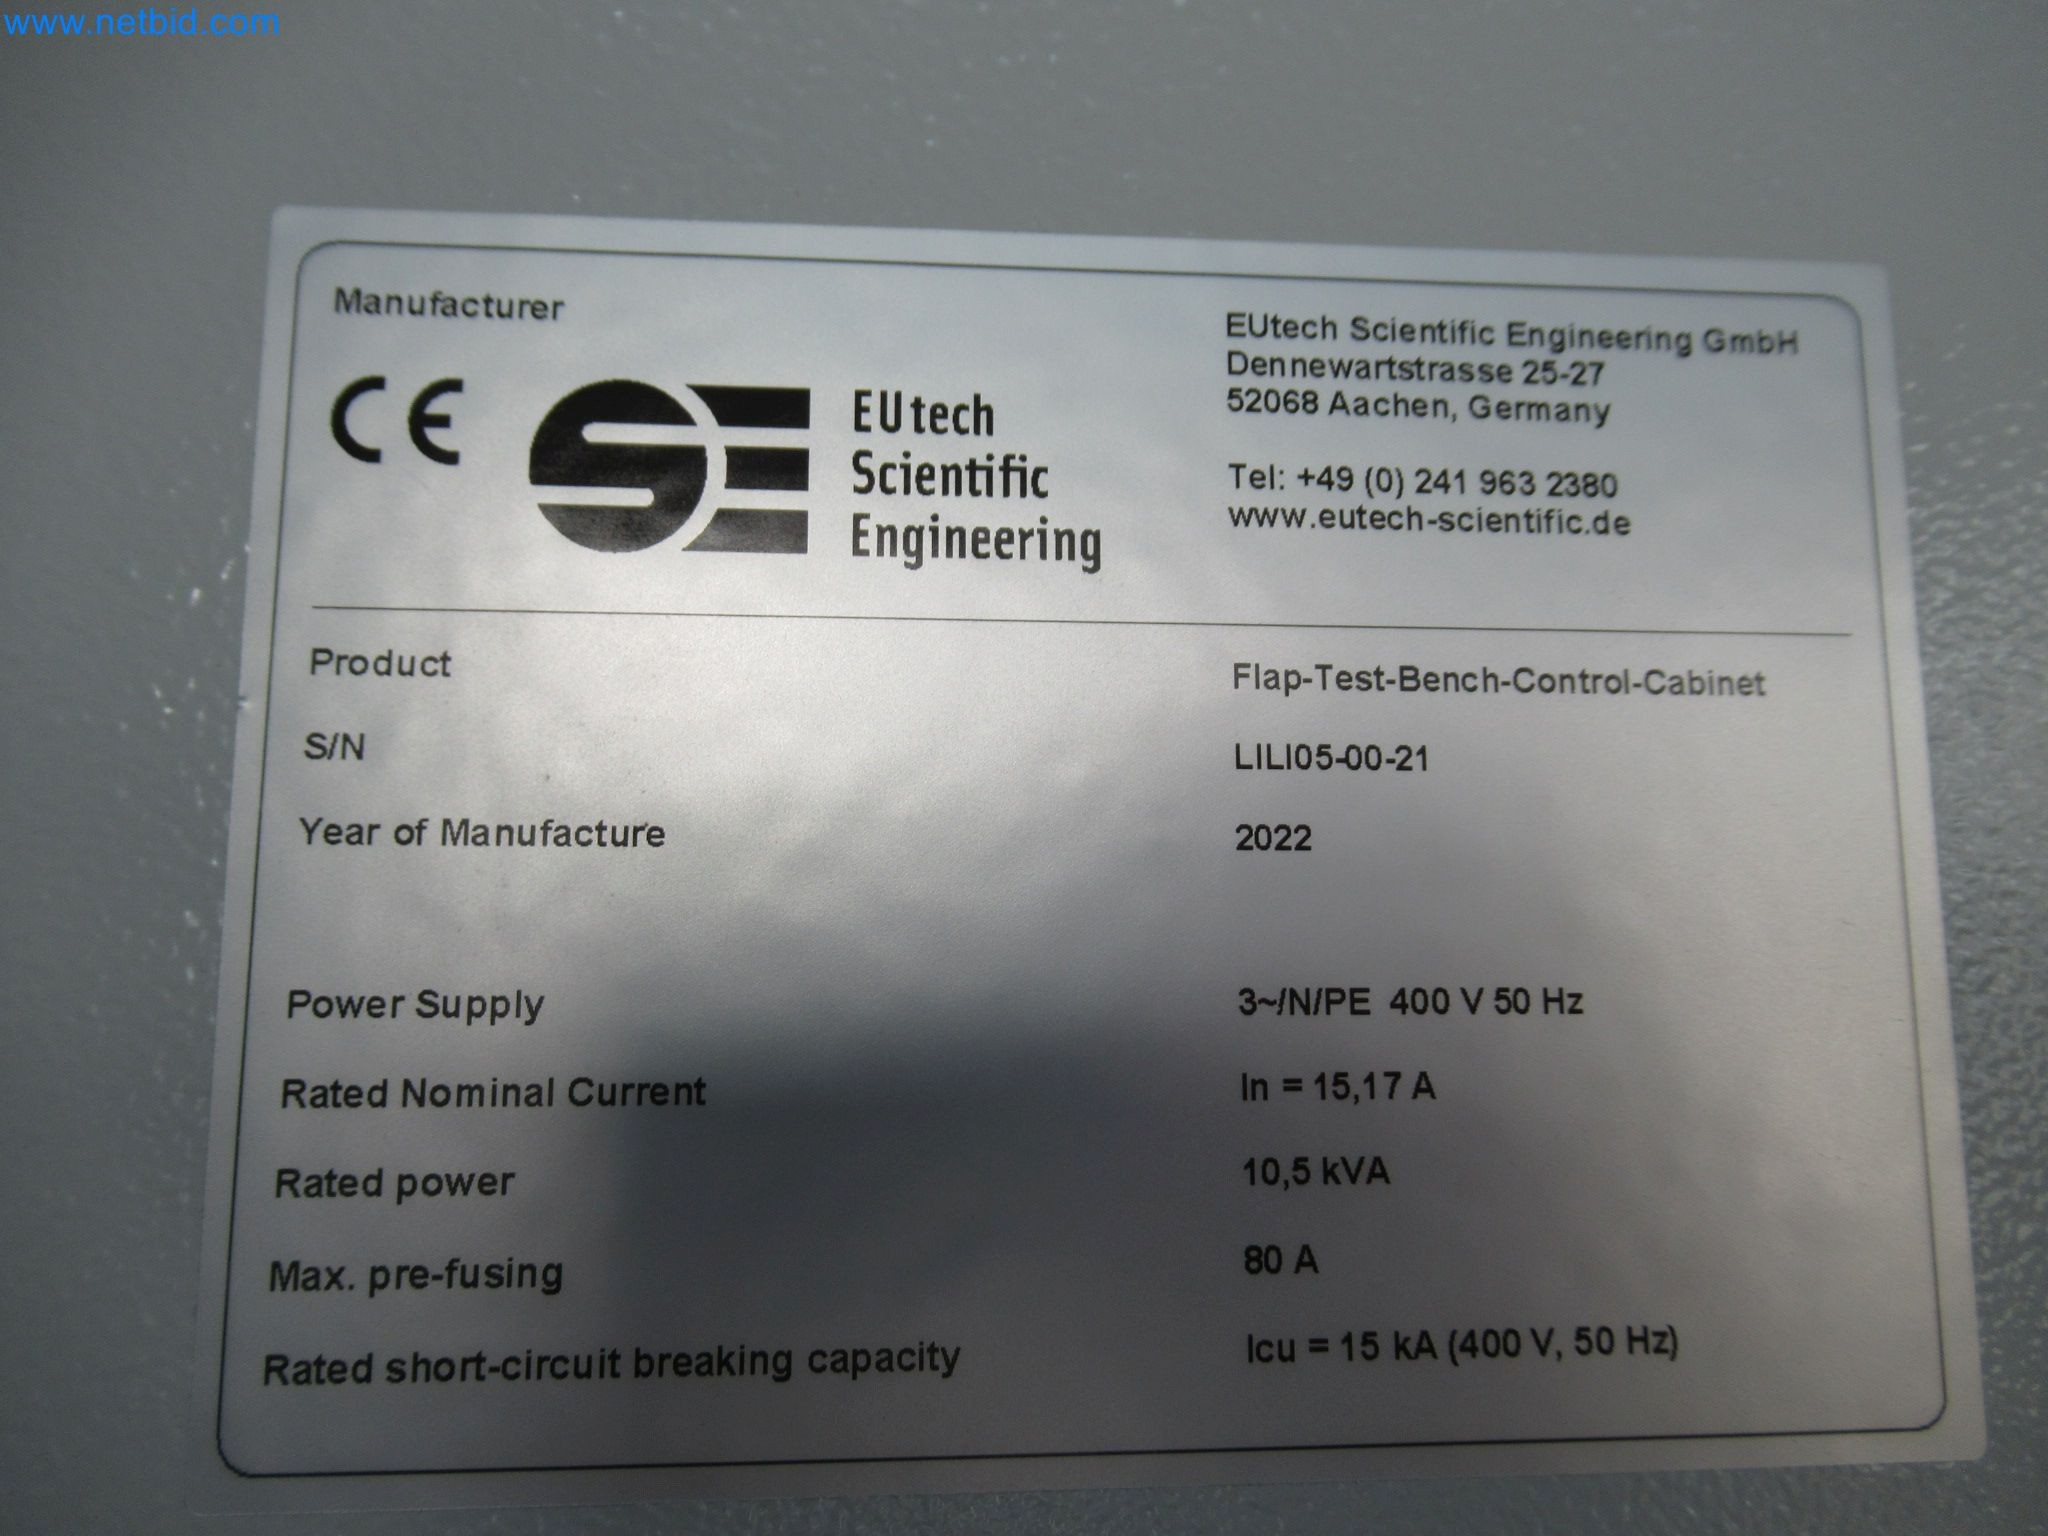 www.netbid.com
Manufacturer
CE
EUtech
Scientific
Engineering
EUtech Scientific Engineering GmbH
Dennewartstrasse 25-27
52068 Aachen, Germany
Tel: +49 (0) 241 963 2380
www.eutech-scientific.de
Product Flap-Test-Bench-Control-Cabinet
S/N LILI05-00-21
Year of Manufacture 2022
Power Supply 3~/N/PE 400 V 50 Hz
Rated Nominal Current In = 15,17 A
Rated power 10,5 kVA
Max. pre-fusing 80 A
Rated short-circuit breaking capacity Icu = 15 kA (400 V, 50 Hz)